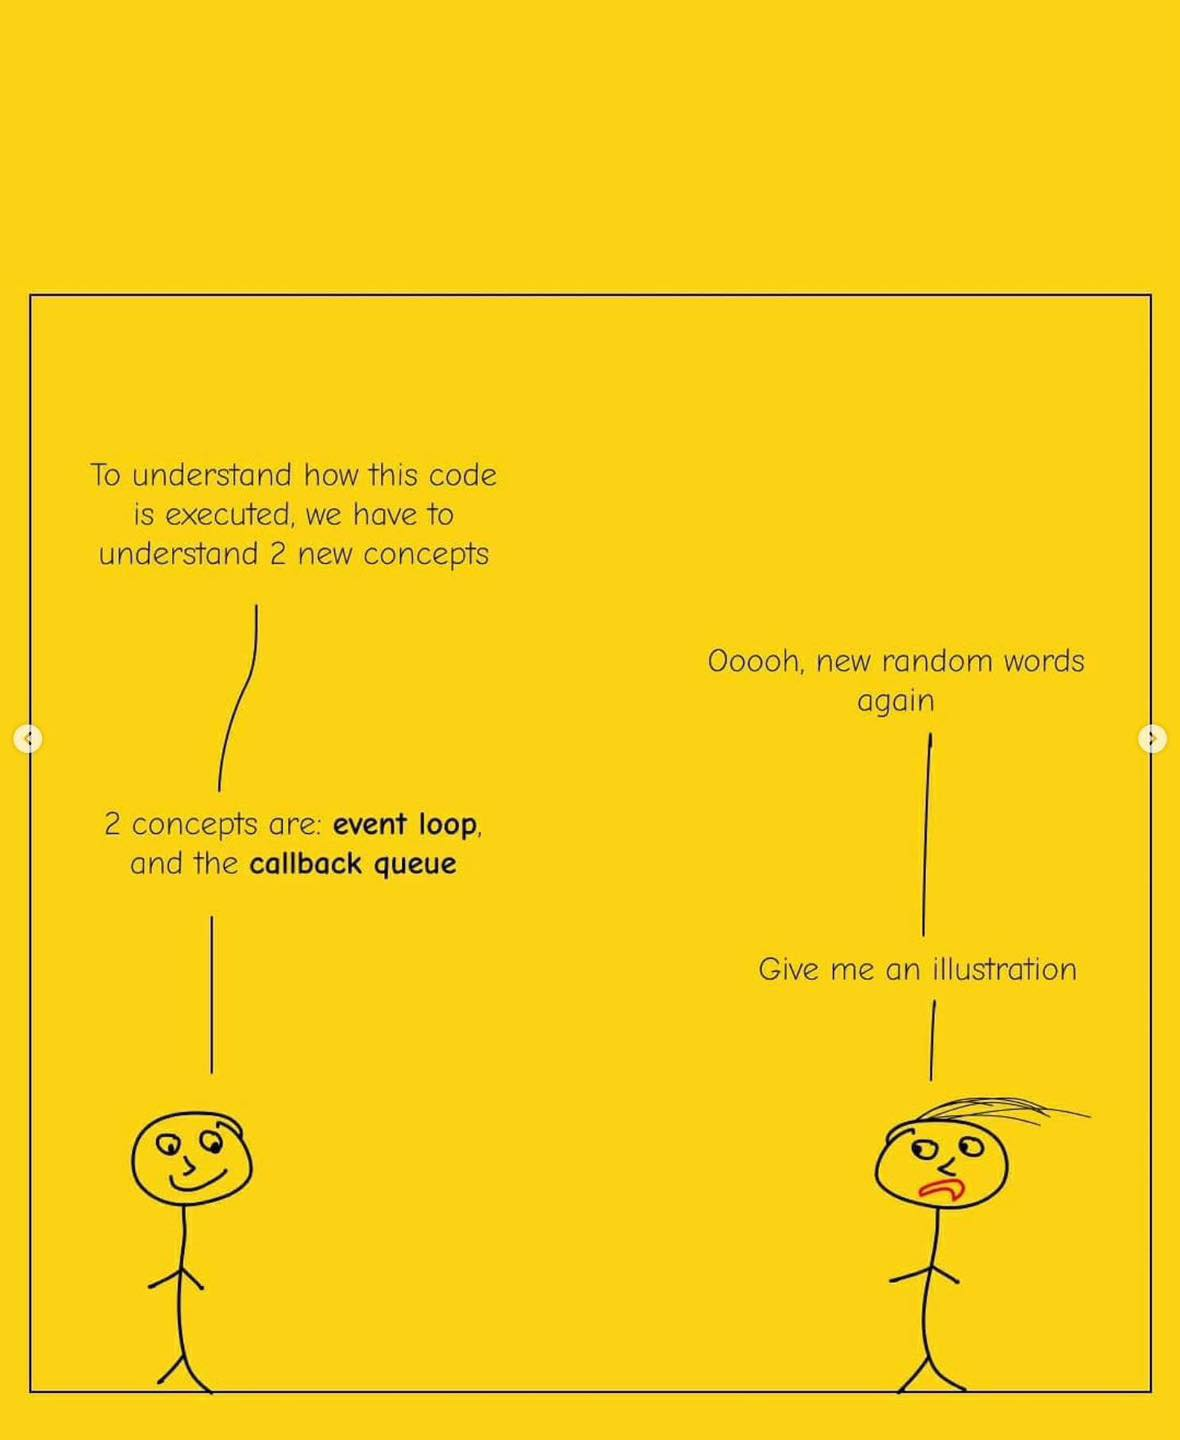 To understand how this code
is executed, we have to
understand 2 new concepts
Ooooh, new random words
again
2 concepts are: event loop,
and the callback queue
Give me an illustration